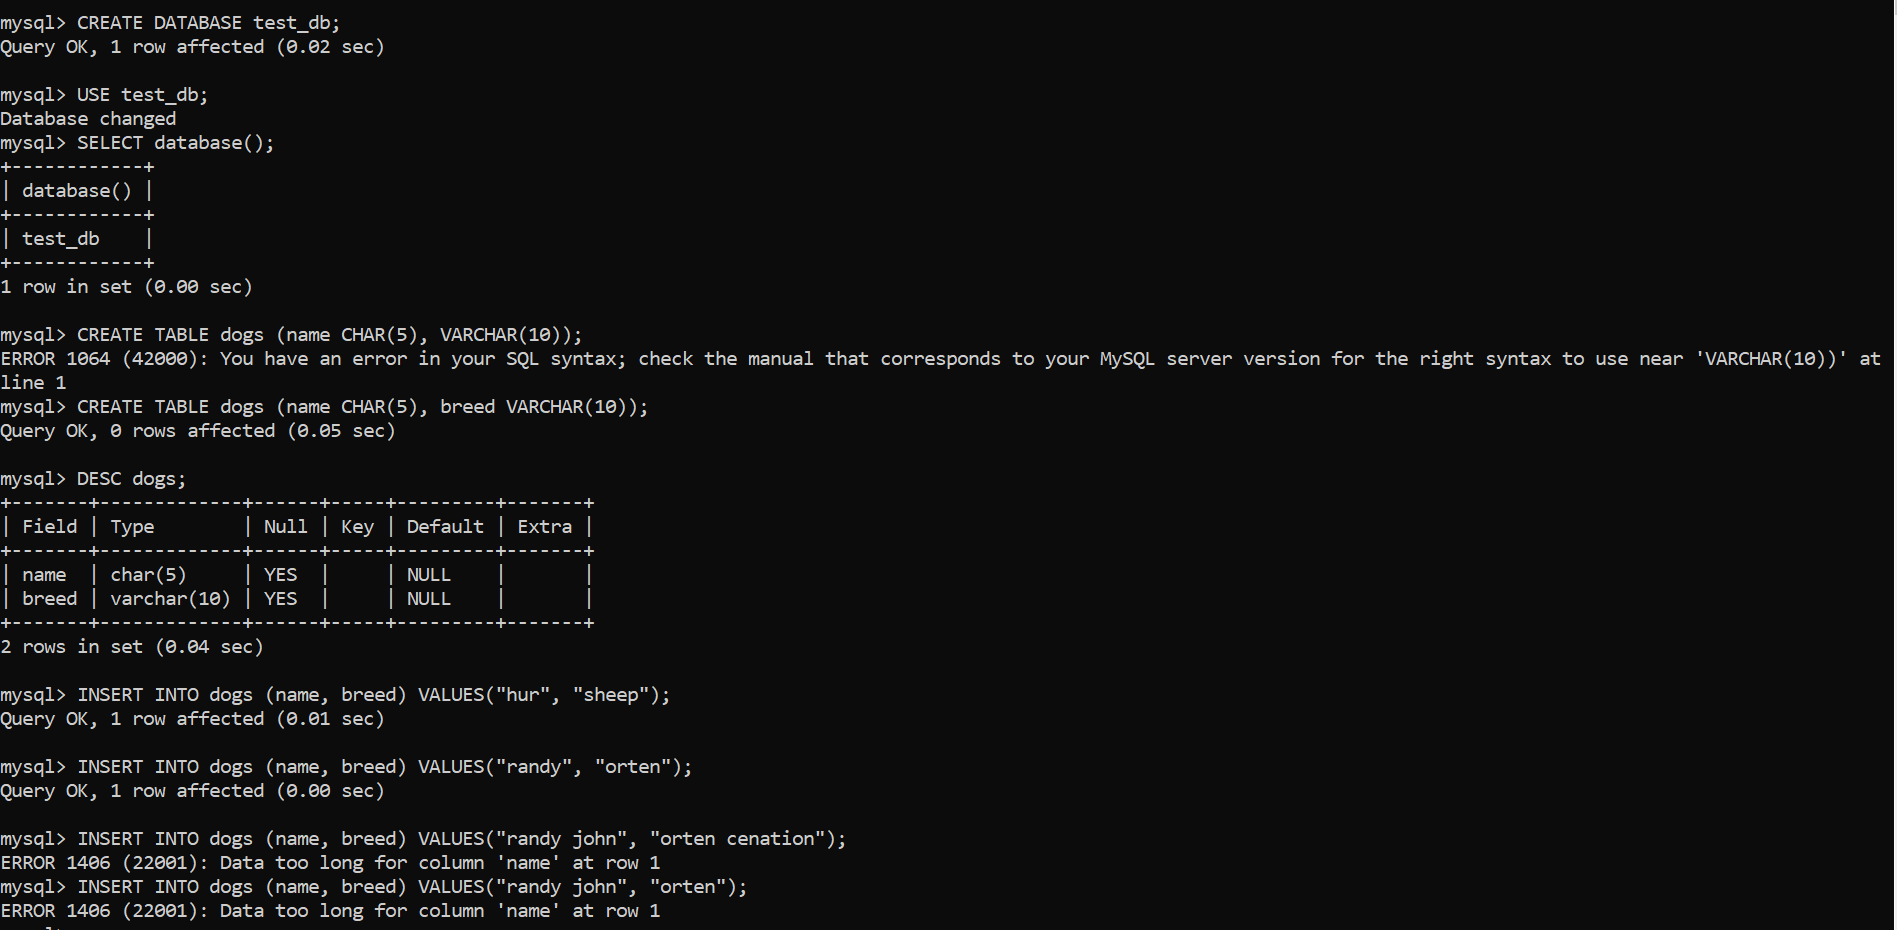 mysql> CREATE DATABASE test_db;
Query OK, 1 row affected (0.02 sec)
mysql> USE test_db;
Database changed
mysql> SELECT database();
+------------+
| database() |
+------------+
| test_db    |
+------------+
1 row in set (0.00 sec)
mysql> CREATE TABLE dogs (name CHAR(5), VARCHAR(10));
ERROR 1064 (42000): You have an error in your SQL syntax; check the manual that corresponds to your MySQL server version for the right syntax to use near 'VARCHAR(10))' at
line 1
mysql> CREATE TABLE dogs (name CHAR(5), breed VARCHAR(10));
Query OK, 0 rows affected (0.05 sec)
mysql> DESC dogs;
+-------+-------------+------+-----+---------+-------+
| Field | Type        | Null | Key | Default | Extra |
+-------+-------------+------+-----+---------+-------+
| name  | char(5)     | YES  |     | NULL    |       |
| breed | varchar(10) | YES  |     | NULL    |       |
+-------+-------------+------+-----+---------+-------+
2 rows in set (0.04 sec)
mysql> INSERT INTO dogs (name, breed) VALUES("hur", "sheep");
Query OK, 1 row affected (0.01 sec)
mysql> INSERT INTO dogs (name, breed) VALUES("randy", "orten");
Query OK, 1 row affected (0.00 sec)
mysql> INSERT INTO dogs (name, breed) VALUES("randy john", "orten cenation");
ERROR 1406 (22001): Data too long for column 'name' at row 1
mysql> INSERT INTO dogs (name, breed) VALUES("randy john", "orten");
ERROR 1406 (22001): Data too long for column 'name' at row 1